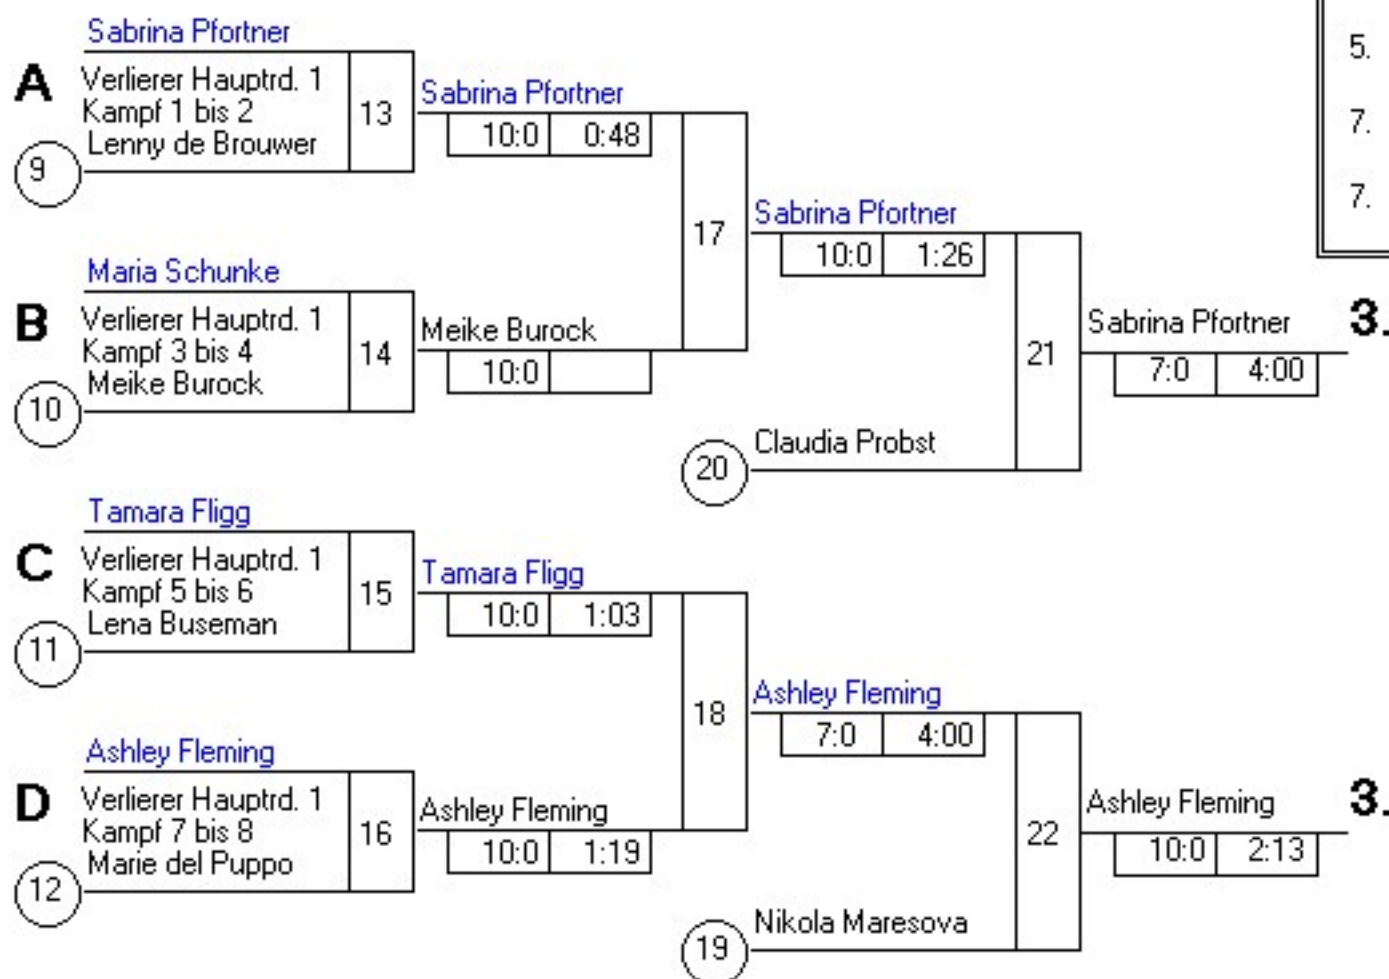 Sabrina Pfortner
A
Verlierer Hauptrd. 1
Kampf 1 bis 2
Lenny de Brouwer
9
13
Sabrina Pfortner
10:0 0:48
Maria Schunke
B
Verlierer Hauptrd. 1
Kampf 3 bis 4
Meike Burock
10
14
Meike Burock
10:0
17
Sabrina Pfortner
10:0 1:26
20
Claudia Probst
21
Sabrina Pfortner
7:0 4:00
3.
Tamara Fligg
C
Verlierer Hauptrd. 1
Kampf 5 bis 6
Lena Buseman
11
15
Tamara Fligg
10:0 1:03
Ashley Fleming
D
Verlierer Hauptrd. 1
Kampf 7 bis 8
Marie del Puppo
12
16
Ashley Fleming
10:0 1:19
18
Ashley Fleming
7:0 4:00
19
Nikola Maresova
22
Ashley Fleming
10:0 2:13
3.
5.
7.
7.